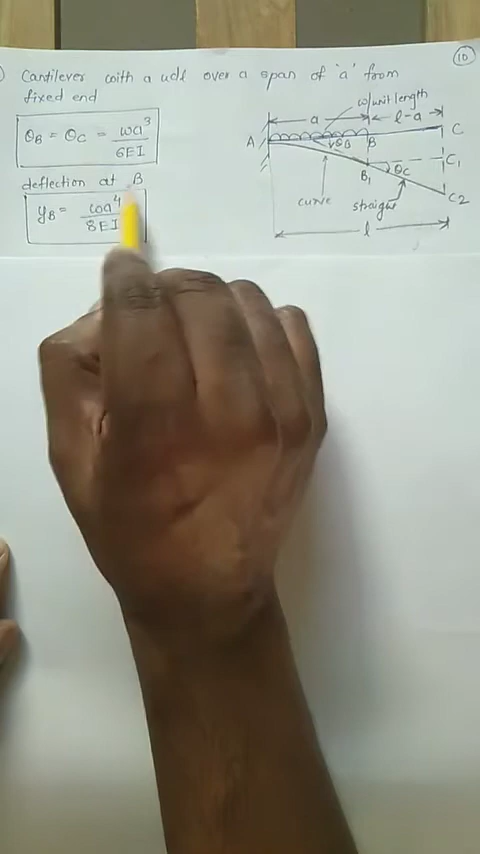 (10)
) Cantilever with a udl over a span of 'a' from
fixed end
θB = θC = wa³/6EI
deflection at B
yB = wa⁴/8EI
w/unit length
a
l-a
A
θB
B
C
C1
B1
θC
C2
curve
straight
l